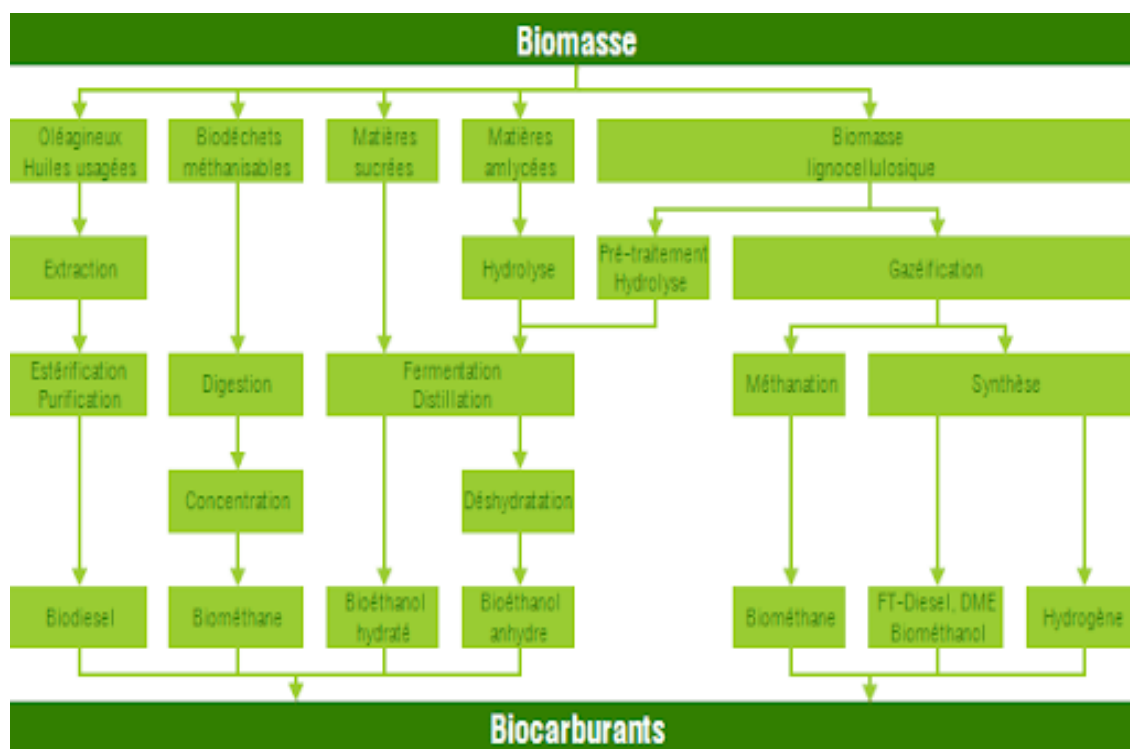 Biomasse
Oléagineux
Huiles usagées
Biodéchets
méthanisables
Matières
sucrées
Matières
amlycées
Biomasse
lignocellulosique
Extraction
Hydrolyse
Pré-traitement
Hydrolyse
Gazéification
Estérification
Purification
Digestion
Fermentation
Distillation
Méthanation
Synthèse
Concentration
Déshydratation
Biodiesel
Biométhane
Bioéthanol
hydraté
Bioéthanol
anhydre
Biométhane
FT-Diesel, DME
Biométhanol
Hydrogène
Biocarburants